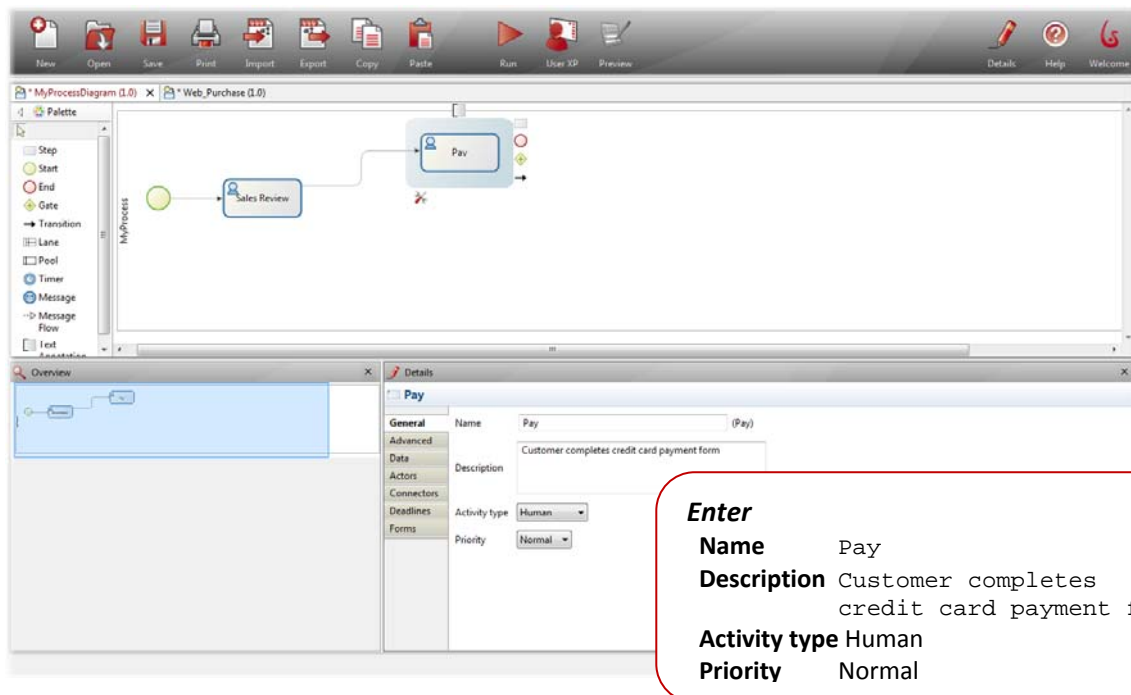 New Open Save Print Import Export Copy Paste Run User XP Preview Details Help Welcome
* MyProcessDiagram (1.0) * Web_Purchase (1.0)
Palette
Step
Start
End
Gate
Transition
Lane
Pool
Timer
Message
Message
Flow
Text
Annotation
MyProcess
Sales Review
Pay
Overview
Details
Pay
General
Advanced
Data
Actors
Connectors
Deadlines
Forms
Name Pay (Pay)
Description Customer completes credit card payment form
Activity type Human
Priority Normal
Enter
Name Pay
Description Customer completes
credit card payment f
Activity type Human
Priority Normal